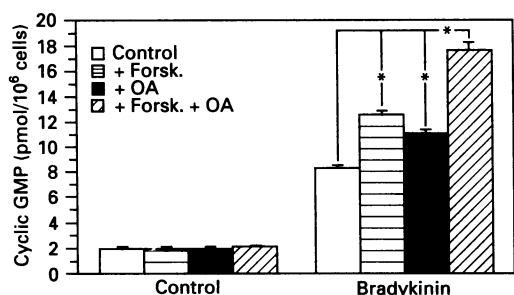 Cyclic GMP (pmol/10⁶ cells)
20
18
16
14
12
10
8
6
4
2
0
Control
+ Forsk.
+ OA
+ Forsk. + OA
*
*
*
Control
Bradykinin